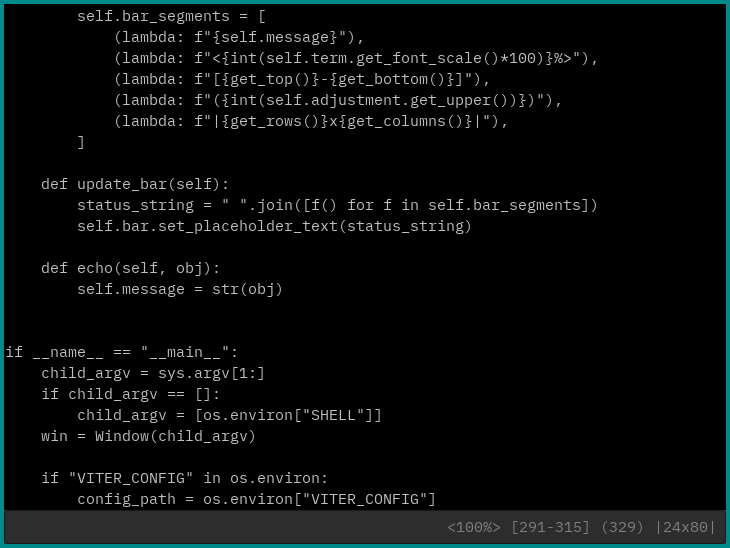 self.bar_segments = [
            (lambda: f"{self.message}"),
            (lambda: f"<{int(self.term.get_font_scale()*100)}%>"),
            (lambda: f"[{get_top()}-{get_bottom()}]"),
            (lambda: f"({int(self.adjustment.get_upper())})"),
            (lambda: f"|{get_rows()}x{get_columns()}|"),
        ]

    def update_bar(self):
        status_string = " ".join([f() for f in self.bar_segments])
        self.bar.set_placeholder_text(status_string)

    def echo(self, obj):
        self.message = str(obj)


if __name__ == "__main__":
    child_argv = sys.argv[1:]
    if child_argv == []:
        child_argv = [os.environ["SHELL"]]
    win = Window(child_argv)

    if "VITER_CONFIG" in os.environ:
        config_path = os.environ["VITER_CONFIG"]
<100%> [291-315] (329) |24x80|